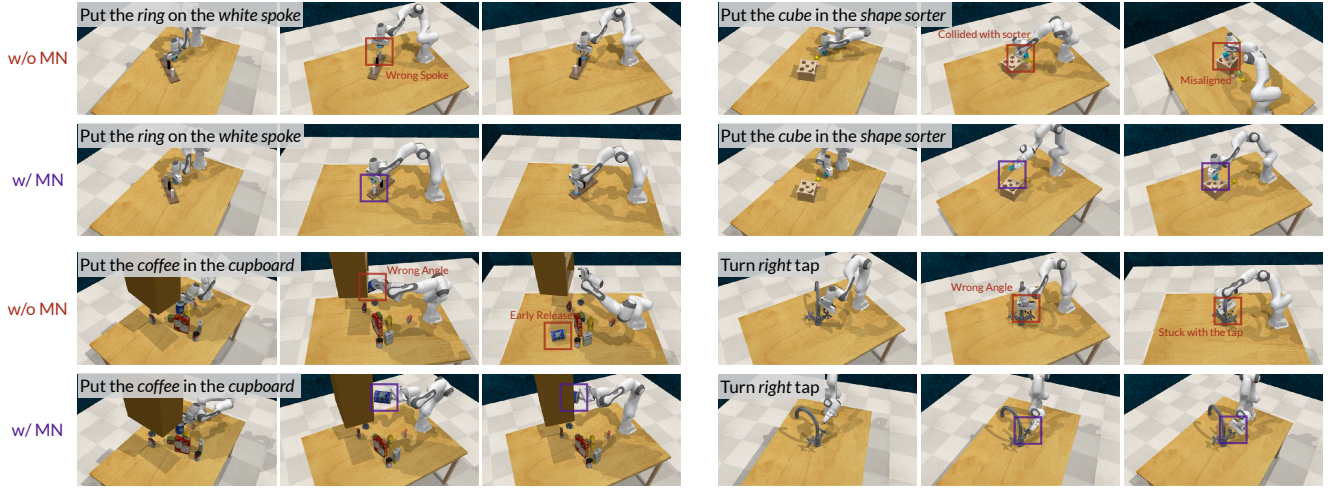 w/o MN
Put the ring on the white spoke
Wrong Spoke
Put the cube in the shape sorter
Collided with sorter
Misaligned
w/ MN
Put the ring on the white spoke
Put the cube in the shape sorter
w/o MN
Put the coffee in the cupboard
Wrong Angle
Early Release
Turn right tap
Wrong Angle
Stuck with the tap
w/ MN
Put the coffee in the cupboard
Turn right tap